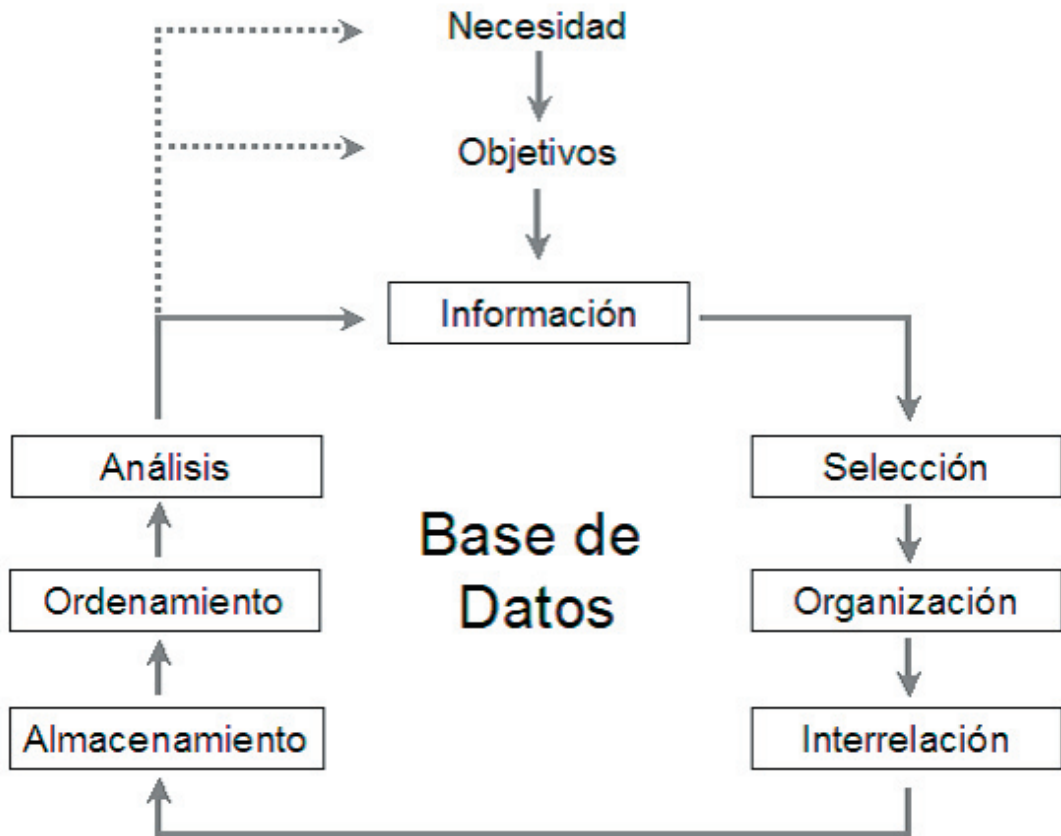 Necesidad
Objetivos
Información
Análisis
Selección
Base de
Datos
Ordenamiento
Organización
Almacenamiento
Interrelación